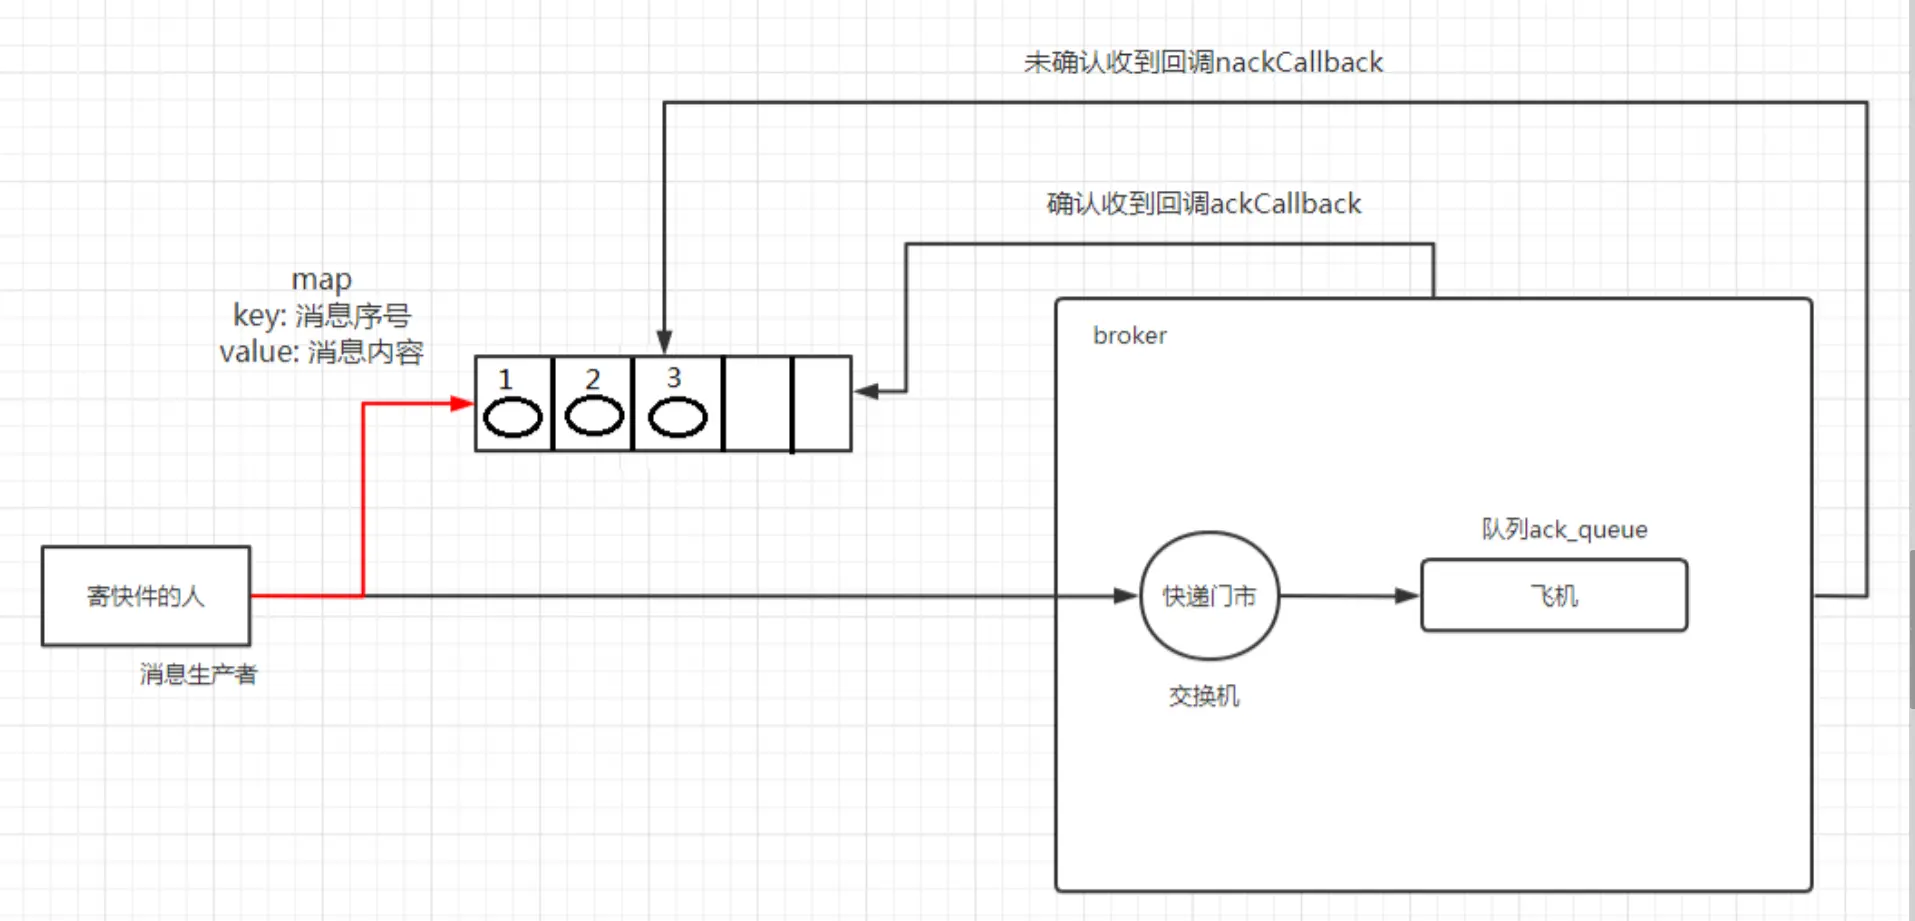 未确认收到回调nackCallback
确认收到回调ackCallback
map
key: 消息序号
value: 消息内容
broker
1 2 3
队列ack_queue
寄快件的人
快递门市
飞机
消息生产者
交换机